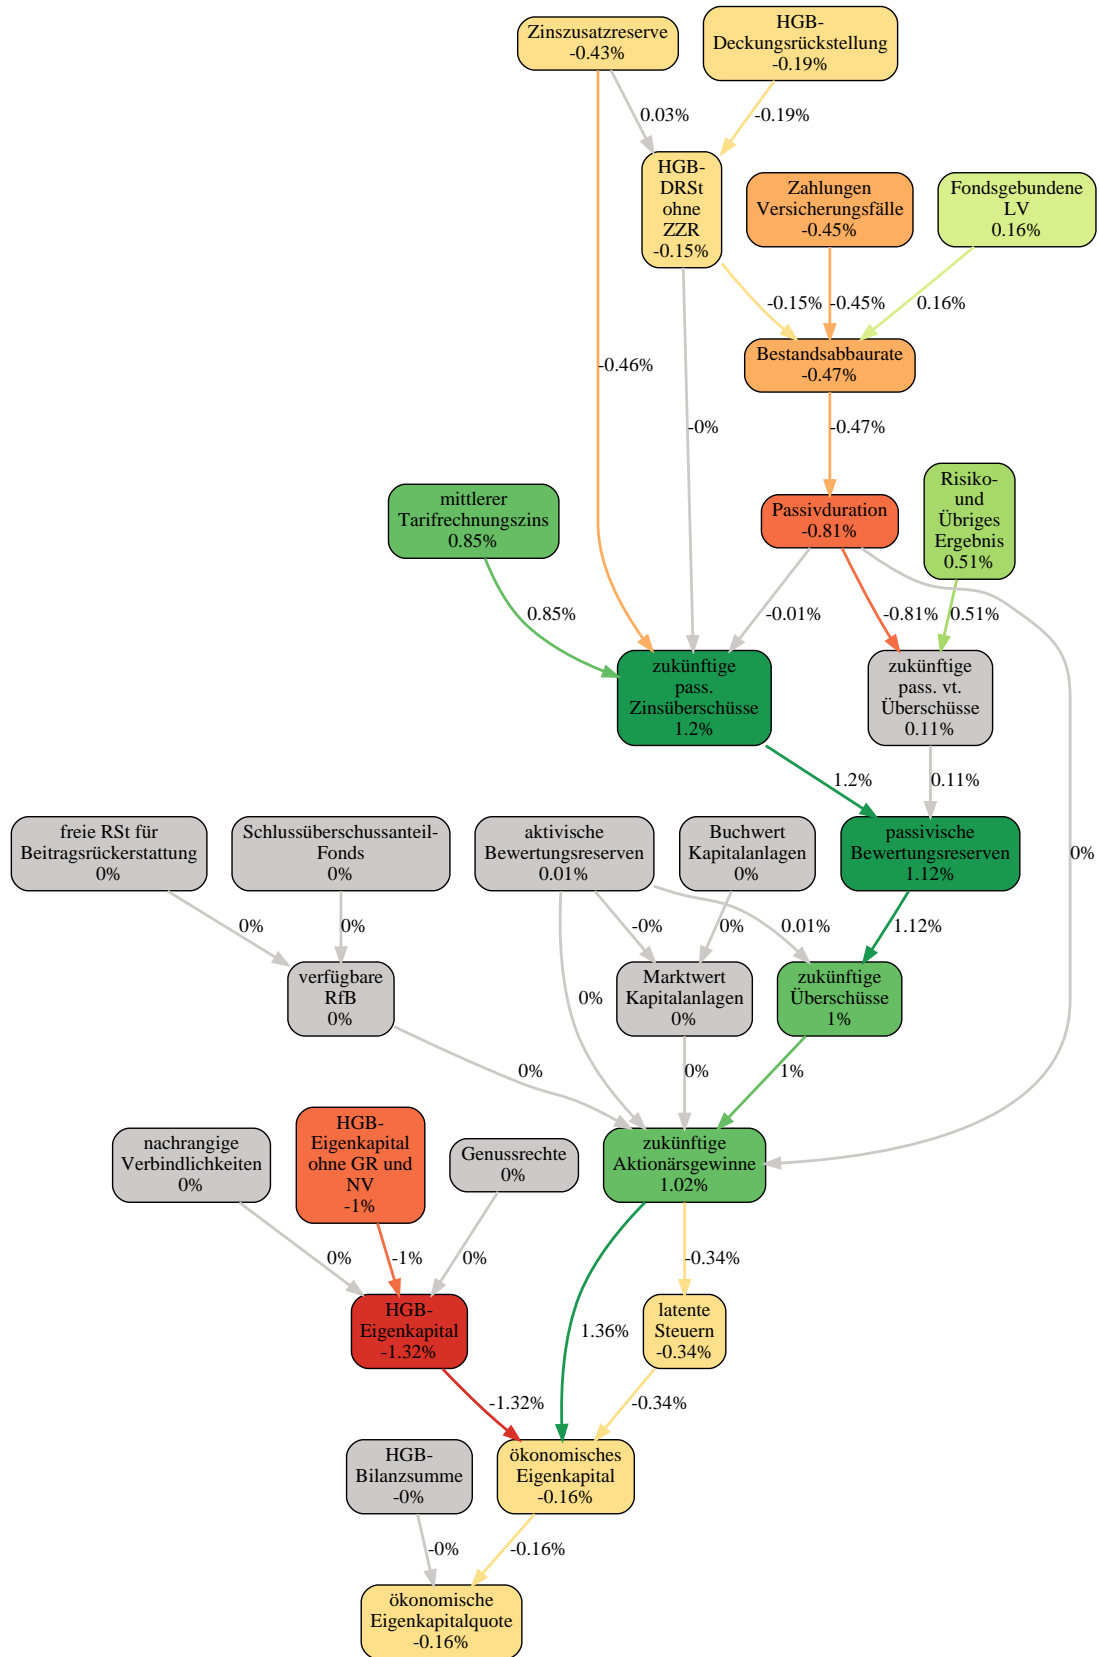 Zinszusatzreserve
-0.43%
HGB-
Deckungsrückstellung
-0.19%
0.03%
-0.19%
HGB-
DRSt
ohne
ZZR
-0.15%
Zahlungen
Versicherungsfälle
-0.45%
Fondsgebundene
LV
0.16%
-0.15%
-0.45%
0.16%
Bestandsabbaurate
-0.47%
-0.46%
-0%
-0.47%
mittlerer
Tarifrechnungszins
0.85%
Passivduration
-0.81%
Risiko-
und
Übriges
Ergebnis
0.51%
0.85%
-0.01%
-0.81%
0.51%
zukünftige
pass.
Zinsüberschüsse
1.2%
zukünftige
pass. vt.
Überschüsse
0.11%
1.2%
0.11%
freie RSt für
Beitragsrückerstattung
0%
Schlussüberschussanteil-
Fonds
0%
aktivische
Bewertungsreserven
0.01%
Buchwert
Kapitalanlagen
0%
passivische
Bewertungsreserven
1.12%
0%
0%
0%
-0%
0%
0.01%
1.12%
verfügbare
RfB
0%
0%
Marktwert
Kapitalanlagen
0%
zukünftige
Überschüsse
1%
0%
0%
1%
nachrangige
Verbindlichkeiten
0%
HGB-
Eigenkapital
ohne GR und
NV
-1%
Genussrechte
0%
zukünftige
Aktionärsgewinne
1.02%
0%
-1%
0%
-0.34%
HGB-
Eigenkapital
-1.32%
1.36%
latente
Steuern
-0.34%
-1.32%
-0.34%
HGB-
Bilanzsumme
-0%
ökonomisches
Eigenkapital
-0.16%
-0%
-0.16%
ökonomische
Eigenkapitalquote
-0.16%